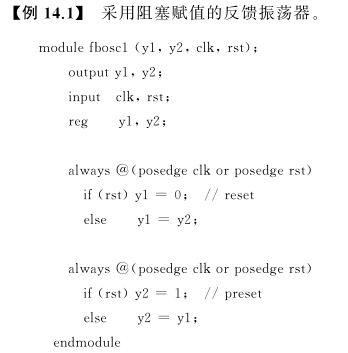 【例 14.1】 采用阻塞赋值的反馈振荡器。
module fbosc1 (y1, y2, clk, rst);
output y1, y2;
input clk, rst;
reg y1, y2;
always @(posedge clk or posedge rst)
if (rst) y1 = 0; // reset
else y1 = y2;
always @(posedge clk or posedge rst)
if (rst) y2 = 1; // preset
else y2 = y1;
endmodule